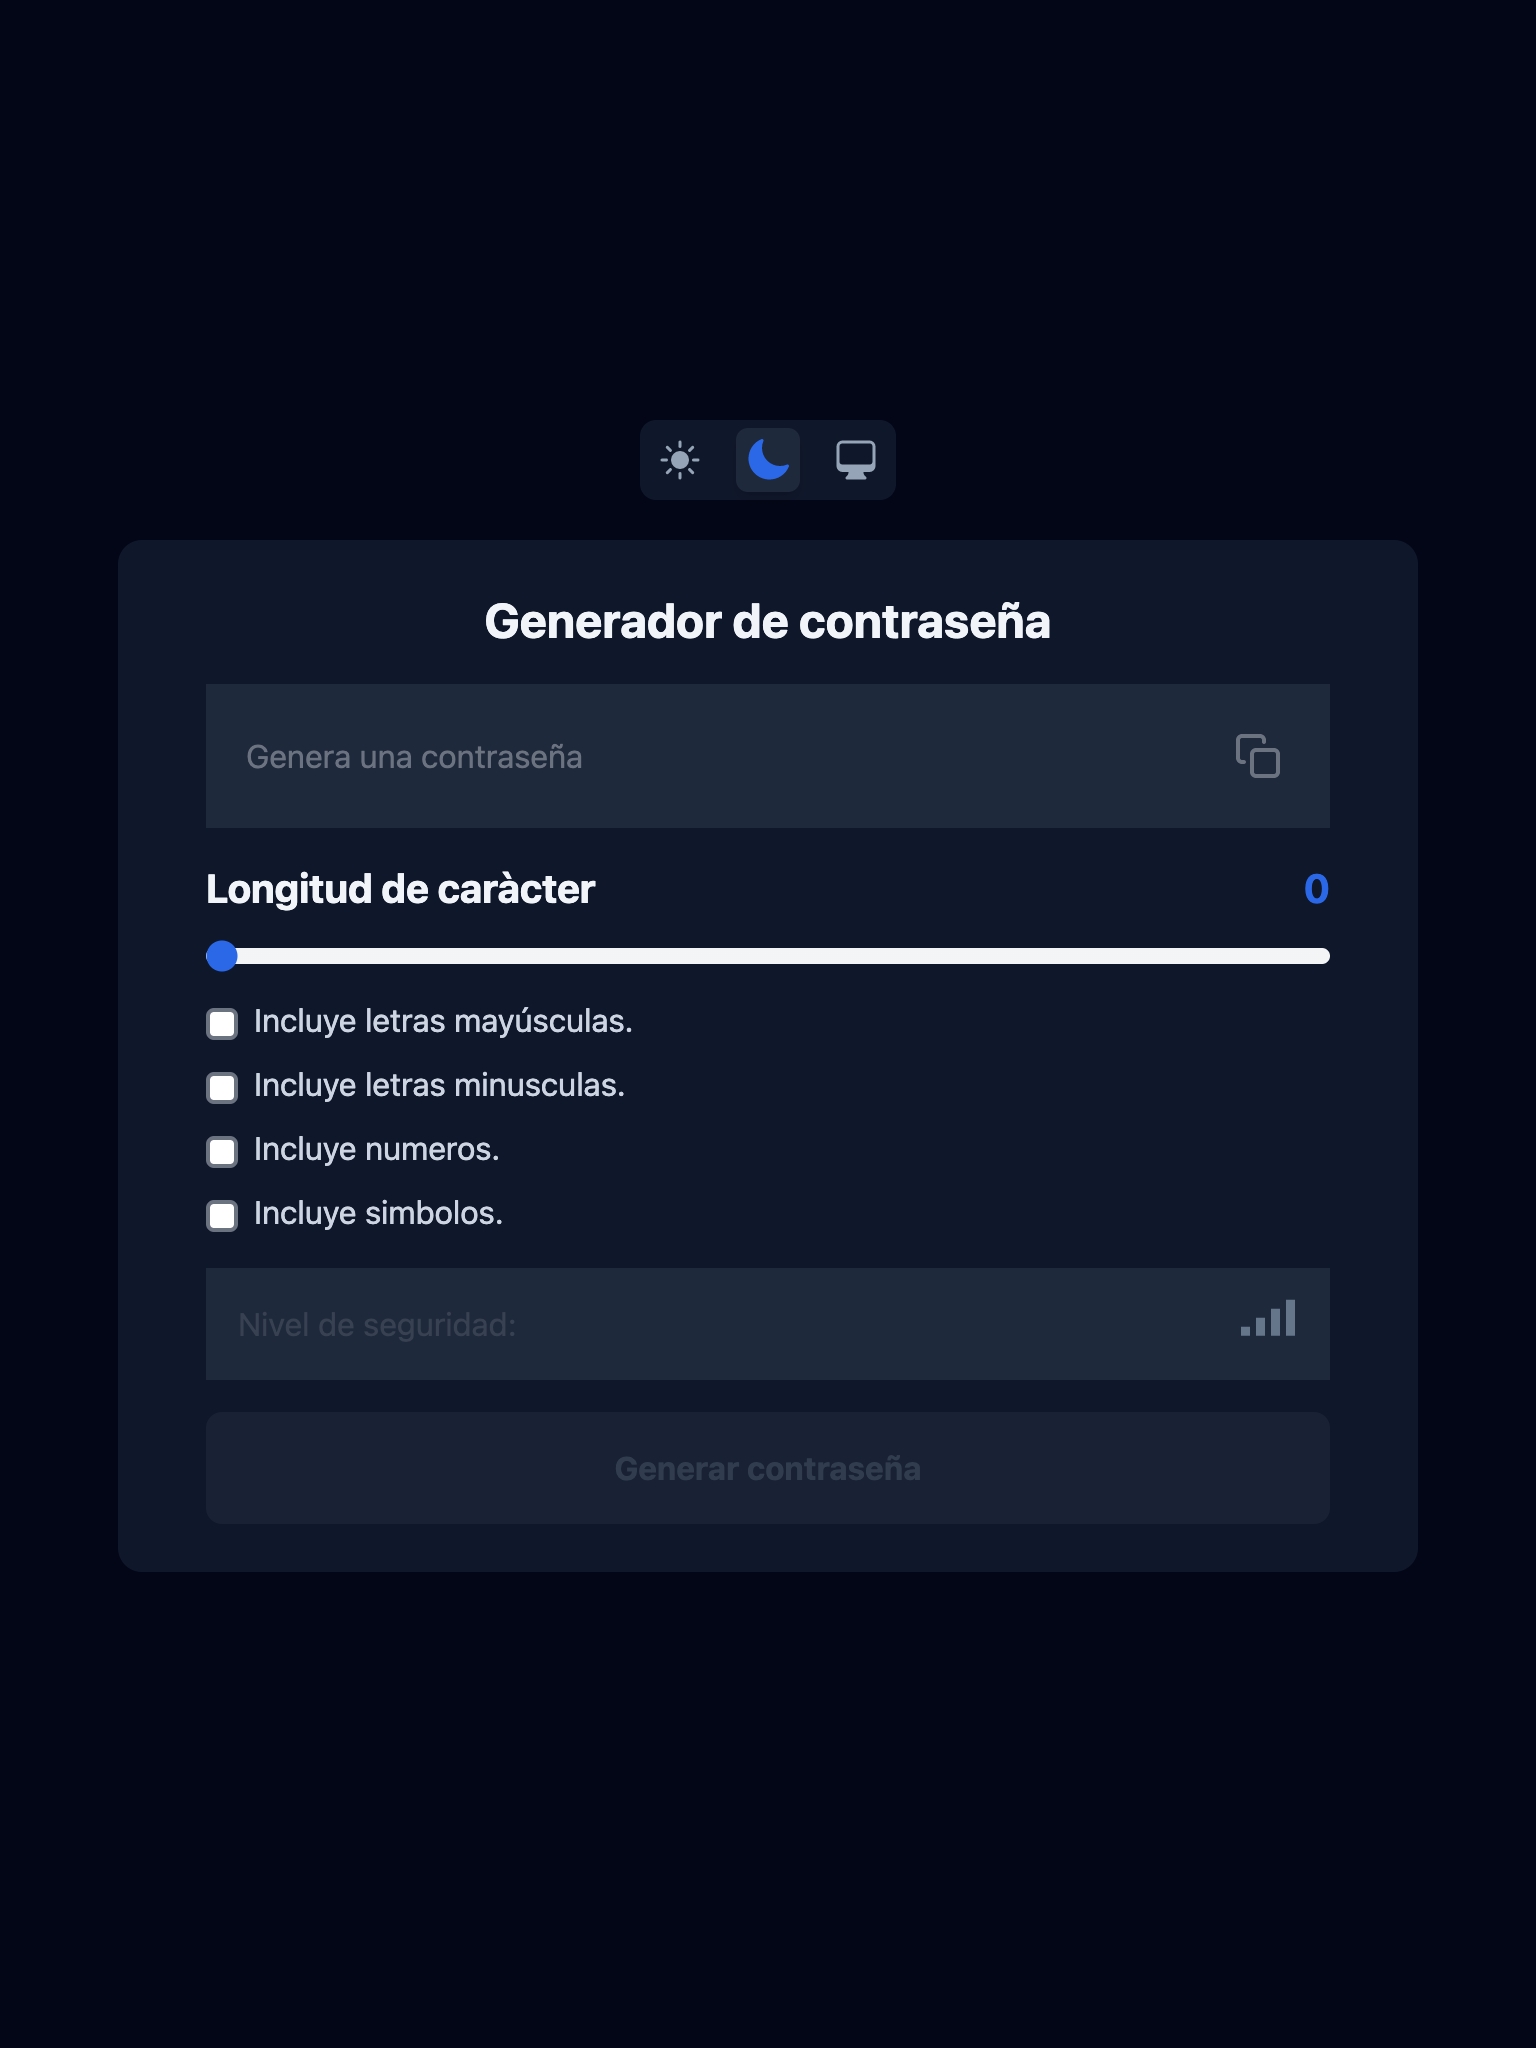 Generador de contraseña
Genera una contraseña
Longitud de caràcter
0
Incluye letras mayúsculas.
Incluye letras minusculas.
Incluye numeros.
Incluye simbolos.
Nivel de seguridad:
Generar contraseña